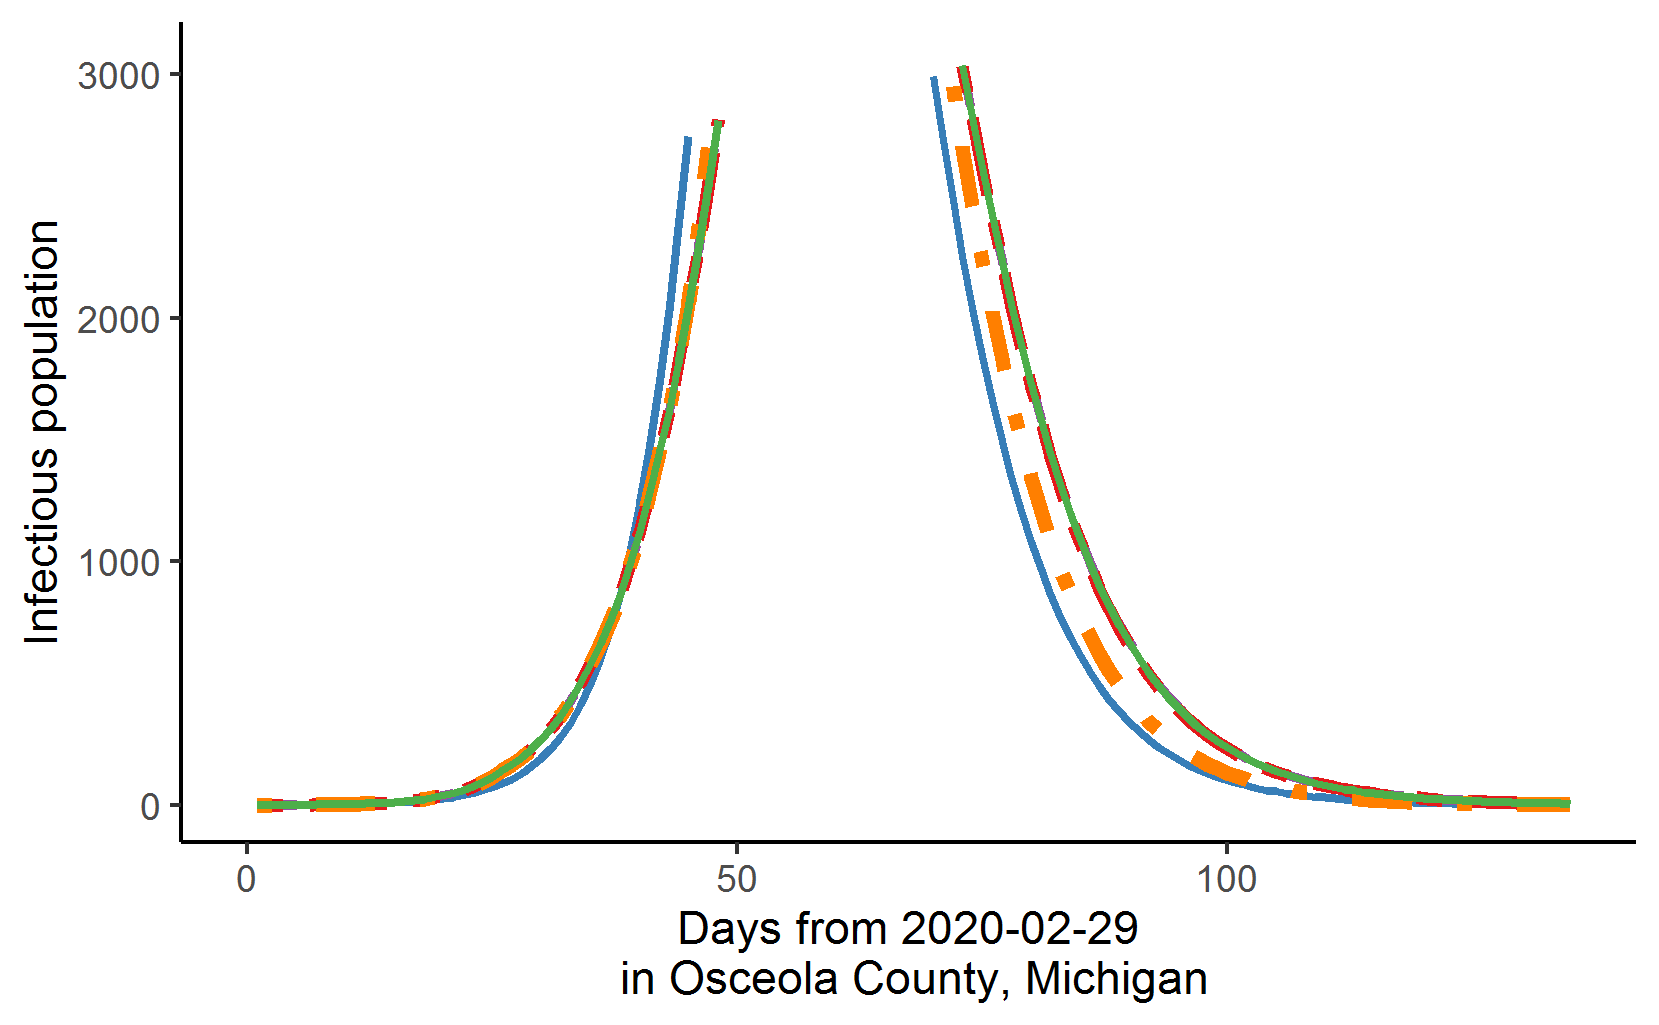 Infectious population
3000
2000
1000
0
0
50
100
Days from 2020-02-29
in Osceola County, Michigan